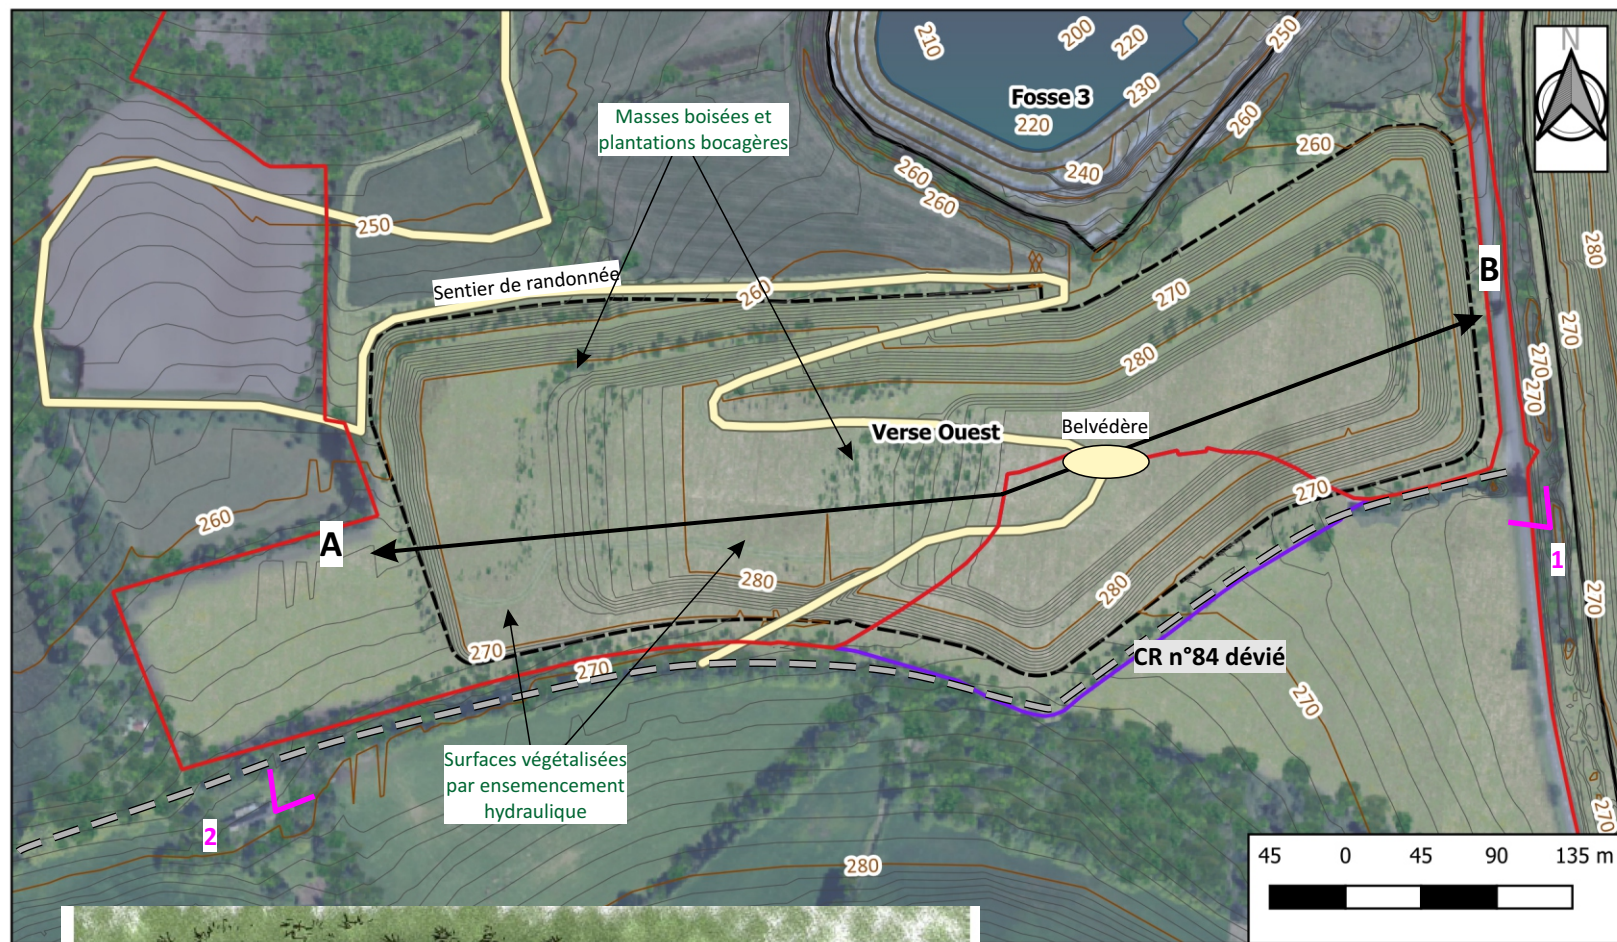 210
200
220
250
N
Fosse 3
220
230
260
Masses boisées et
plantations bocagères
260
240
260
260
250
280
B
Sentier de randonnée
260
270
270
280
270
270
Belvédère
Verse Ouest
270
260
A
1
280
280
270
270
270
CR n°84 dévié
270
Surfaces végétalisées
par ensemencement
hydraulique
270
2
280
45 0 45 90 135 m